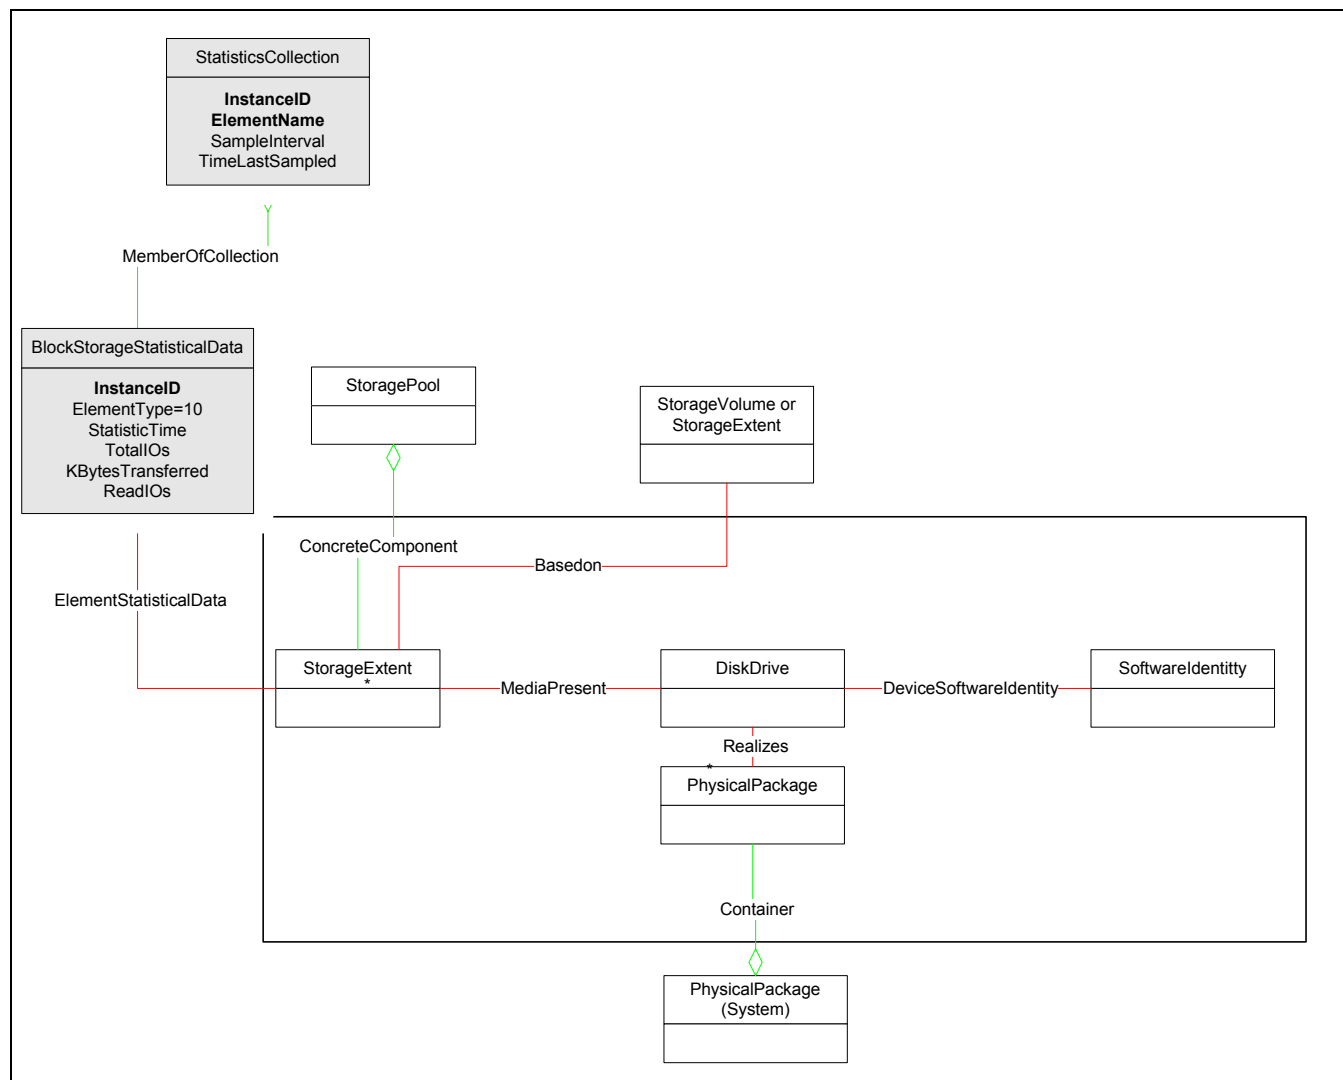 StatisticsCollection
InstanceID
ElementName
SampleInterval
TimeLastSampled
MemberOfCollection
BlockStorageStatisticalData
InstanceID
ElementType=10
StatisticTime
TotalIOs
KBytesTransferred
ReadIOs
StoragePool
StorageVolume or
StorageExtent
ConcreteComponent
Basedon
ElementStatisticalData
StorageExtent
*
MediaPresent
DiskDrive
DeviceSoftwareIdentity
SoftwareIdentitty
Realizes
*
PhysicalPackage
Container
PhysicalPackage
(System)